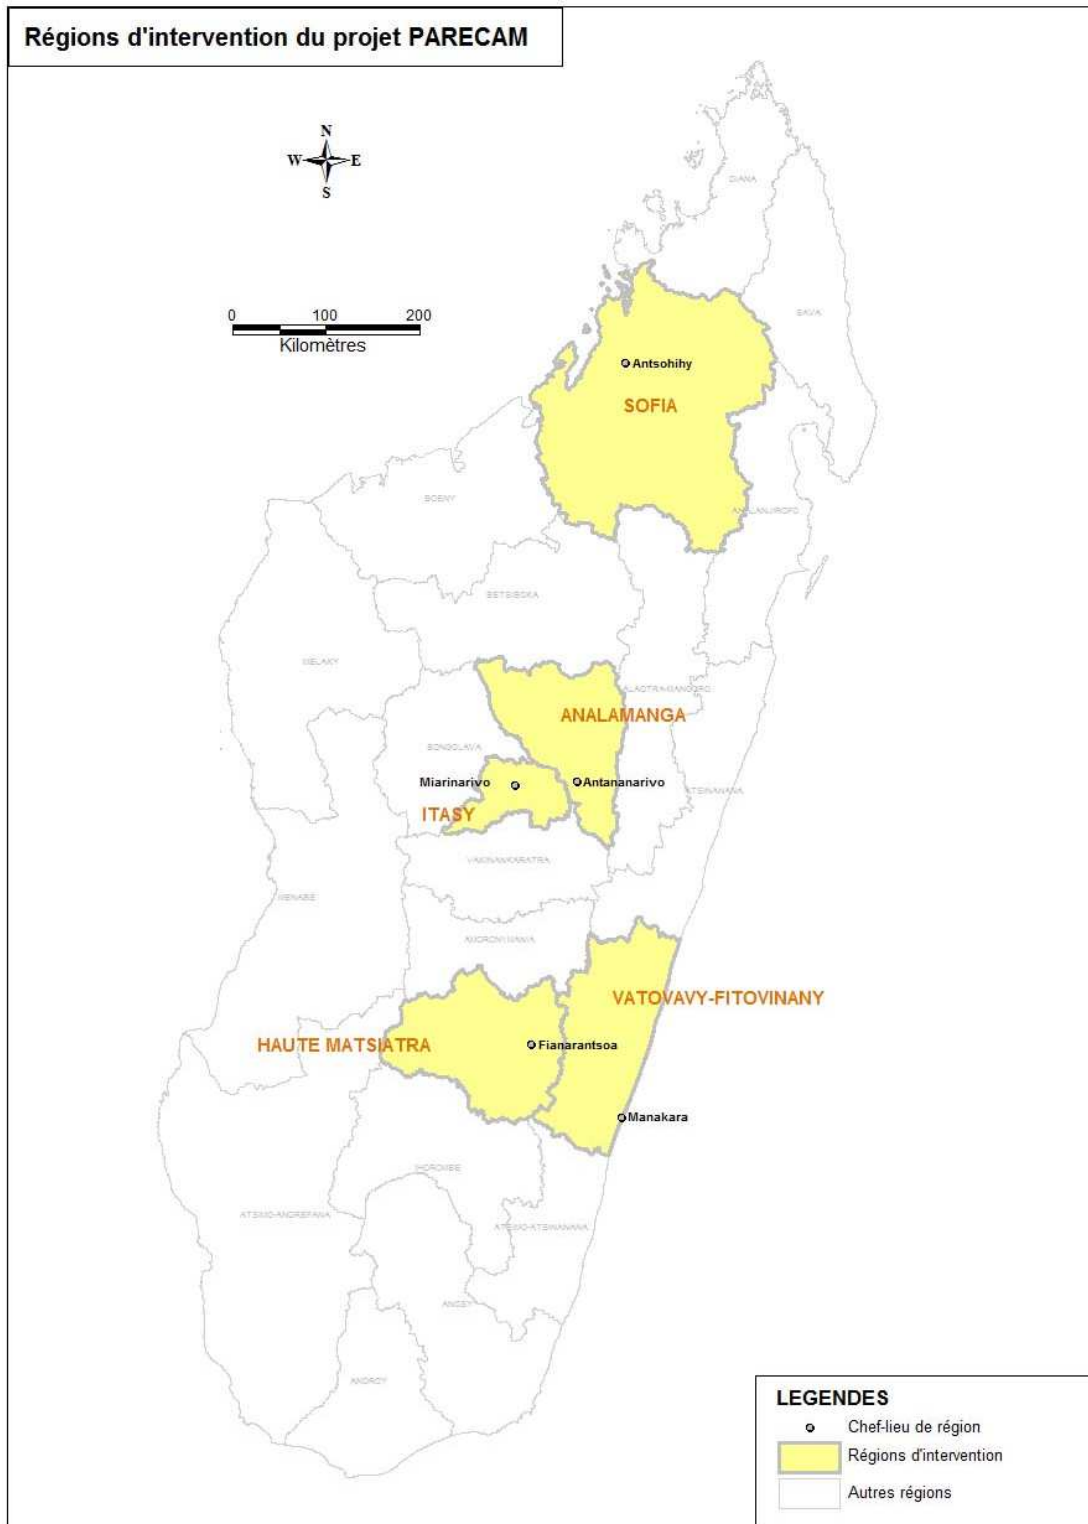 Régions d'intervention du projet PARECAM
N
W E
S
0 100 200
Kilomètres
DIANA
SAVA
Antsohihy
SOFIA
BOENY
ANALANJIROFO
BETSIBOKA
MELAKY
ALAOTRA-MANGORO
ANALAMANGA
BONGOLAVA
Miarinarivo
Antananarivo
ATSINANANA
ITASY
VAKINANKARATRA
MENABE
AMORON'I MANIA
VATOVAVY-FITOVINANY
HAUTE MATSIATRA
Fianarantsoa
Manakara
IHOROMBE
ATSIMO-ANDREFANA
ATSIMO-ATSINANANA
ANOSY
ANDROY
LEGENDES
Chef-lieu de région
Régions d'intervention
Autres régions